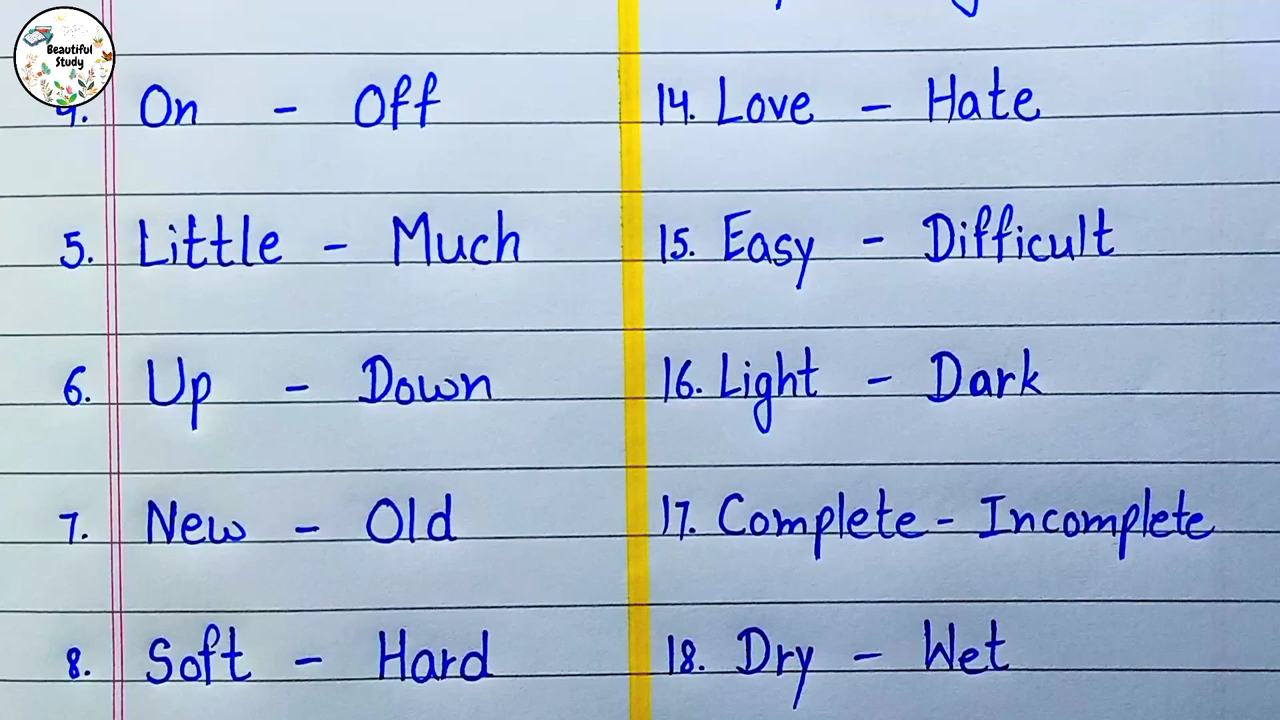 Beautiful
Study
4. On - Off
5. Little - Much
6. Up - Down
7. New - Old
8. Soft - Hard
14. Love - Hate
15. Easy - Difficult
16. Light - Dark
17. Complete - Incomplete
18. Dry - Wet